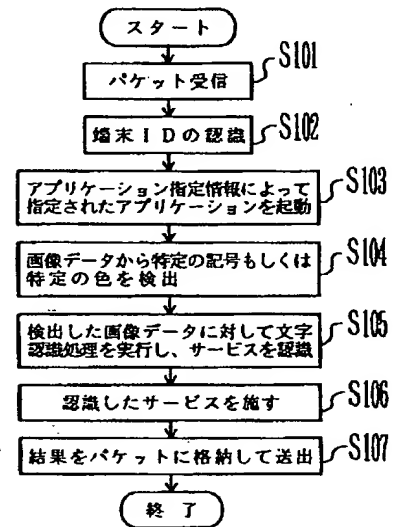 スタート
パケット受信
S101
端末IDの認識
S102
アプリケーション指定情報によって
指定されたアプリケーションを起動
S103
画像データから特定の記号もしくは
特定の色を検出
S104
検出した画像データに対して文字
認識処理を実行し、サービスを認識
S105
認識したサービスを施す
S106
結果をパケットに格納して送出
S107
終了